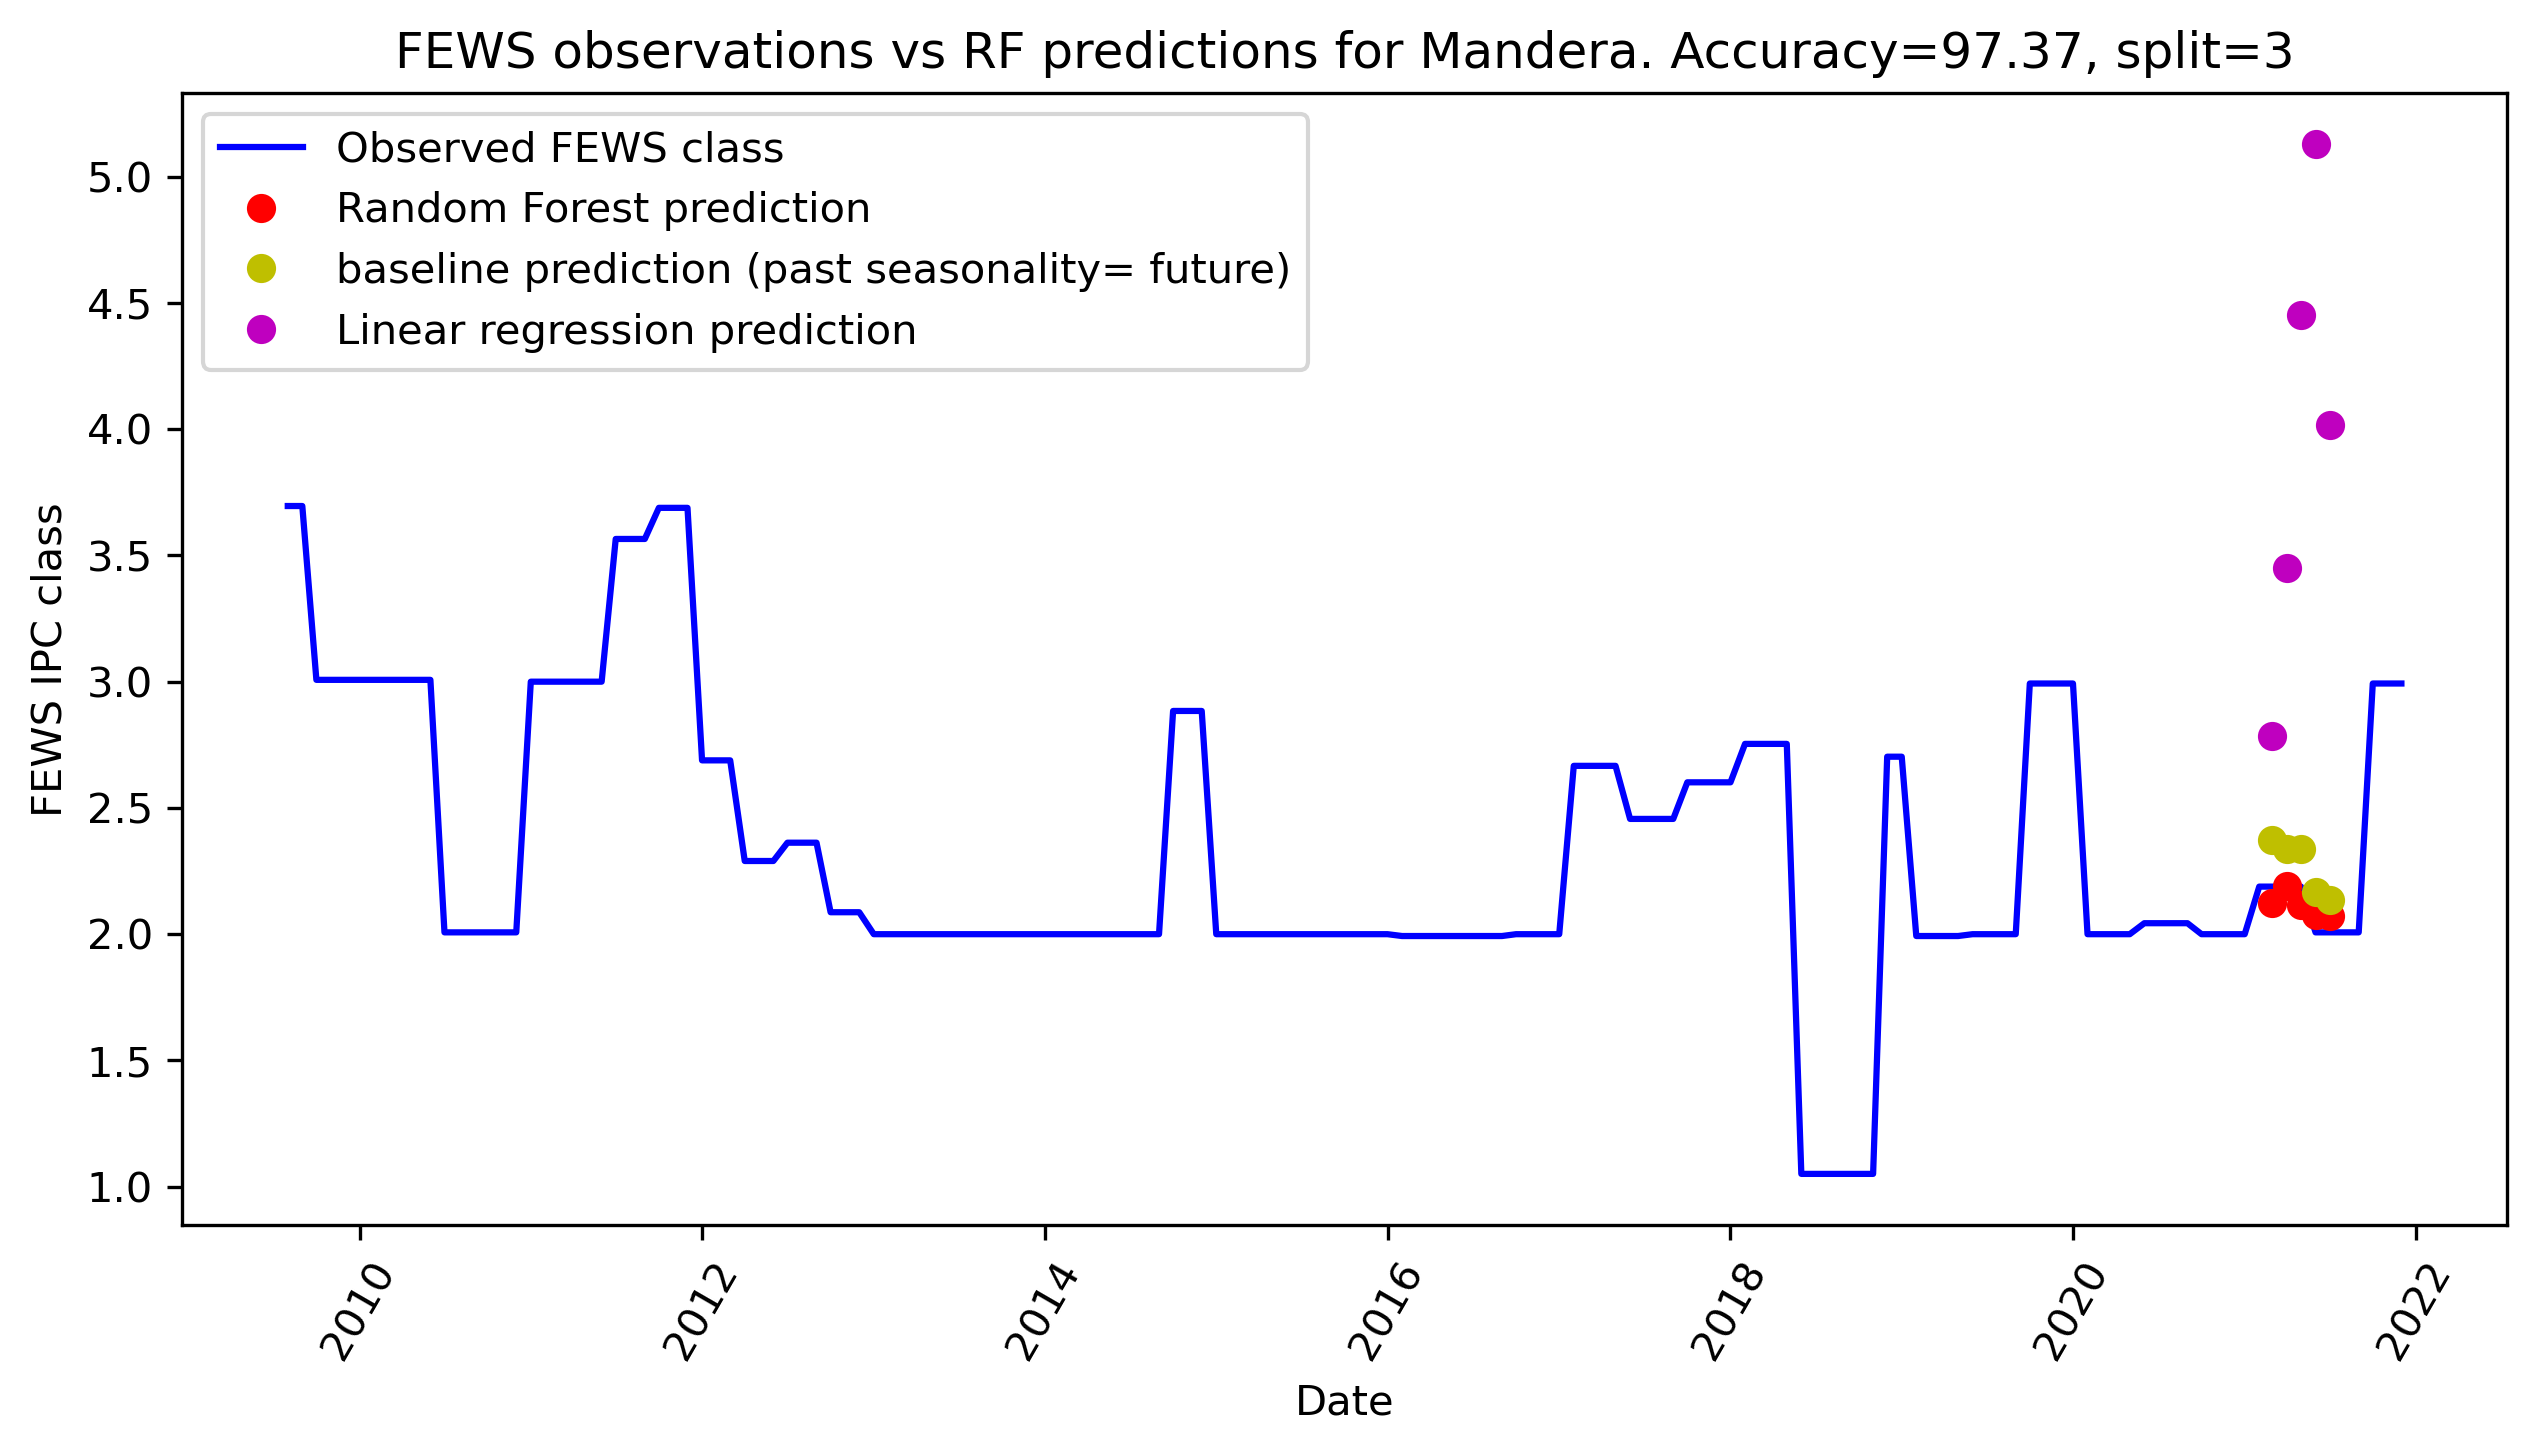 FEWS observations vs RF predictions for Mandera. Accuracy=97.37, split=3
Observed FEWS class
Random Forest prediction
baseline prediction (past seasonality= future)
Linear regression prediction
5.0
4.5
4.0
3.5
3.0
2.5
2.0
1.5
1.0
FEWS IPC class
2010
2012
2014
2016
2018
2020
2022
Date